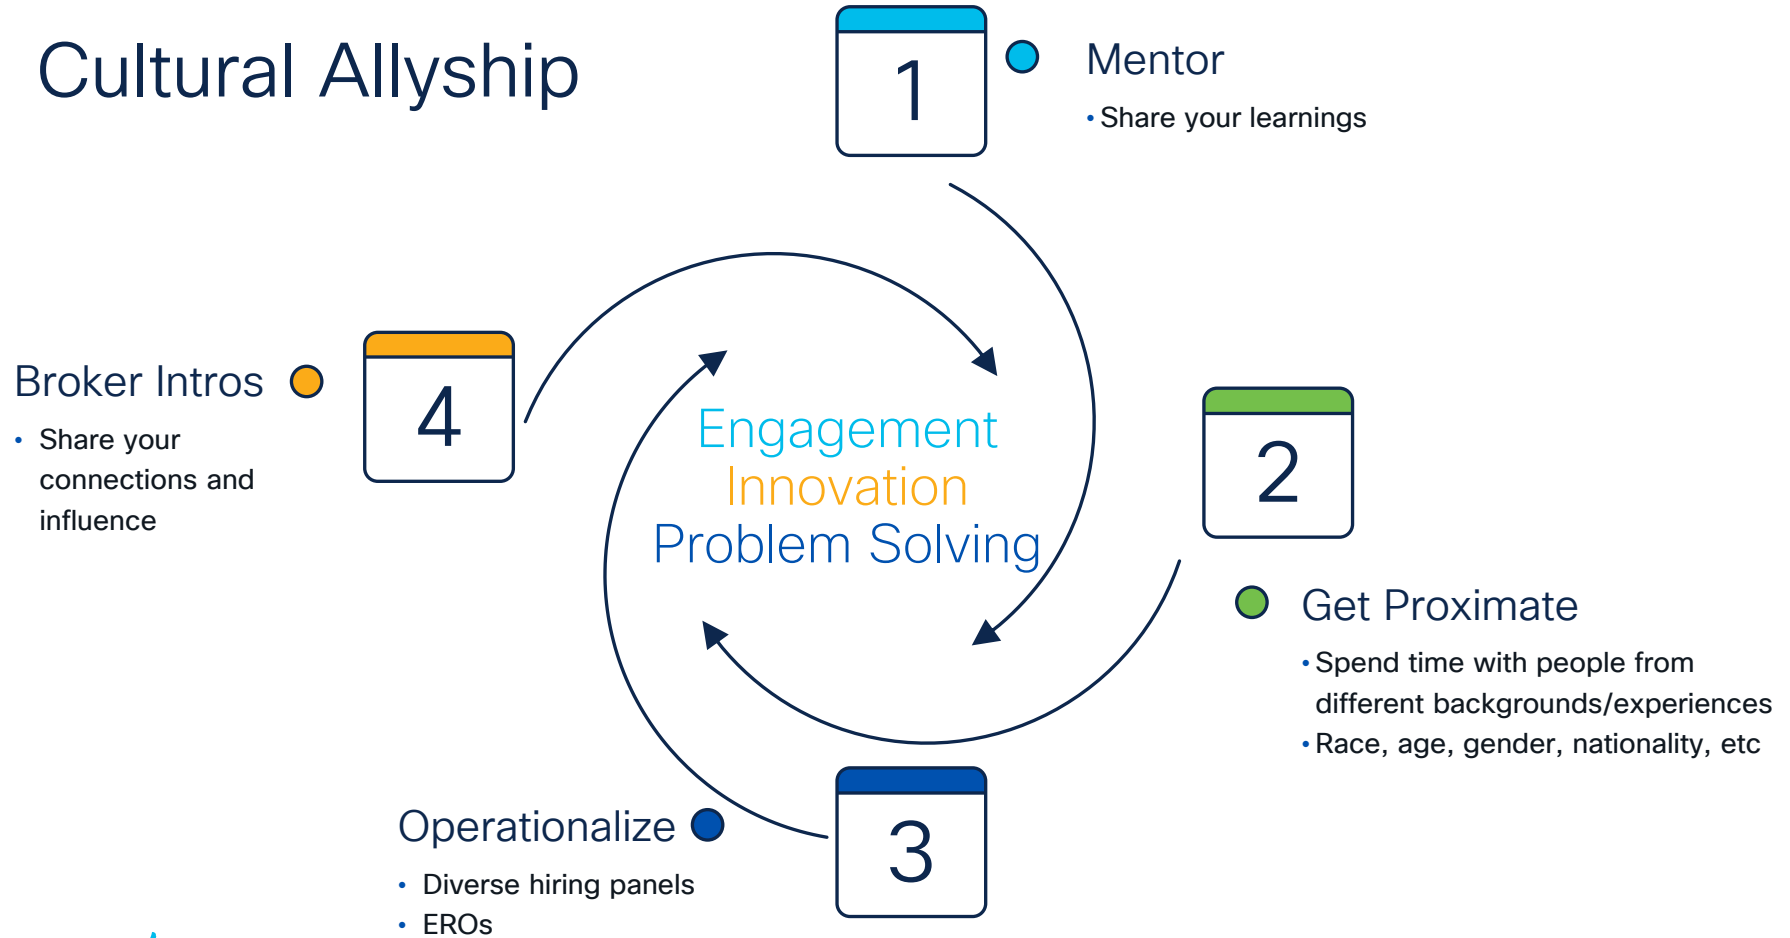 Cultural Allyship
1
Mentor
• Share your learnings
2
Get Proximate
• Spend time with people from
different backgrounds/experiences
• Race, age, gender, nationality, etc
3
Operationalize
• Diverse hiring panels
• EROs
4
Broker Intros
• Share your
connections and
influence
Engagement
Innovation
Problem Solving